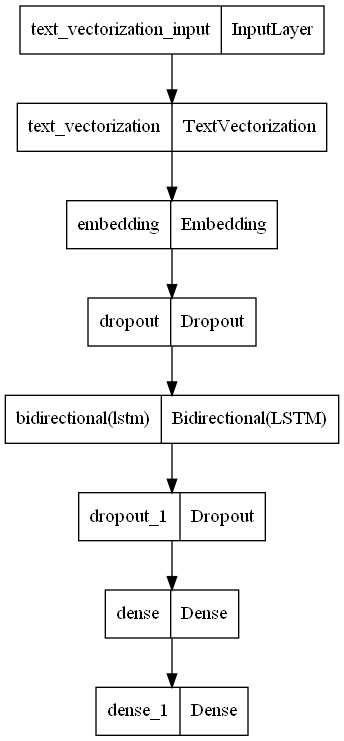 text_vectorization_input InputLayer
text_vectorization TextVectorization
embedding Embedding
dropout Dropout
bidirectional(lstm) Bidirectional(LSTM)
dropout_1 Dropout
dense Dense
dense_1 Dense